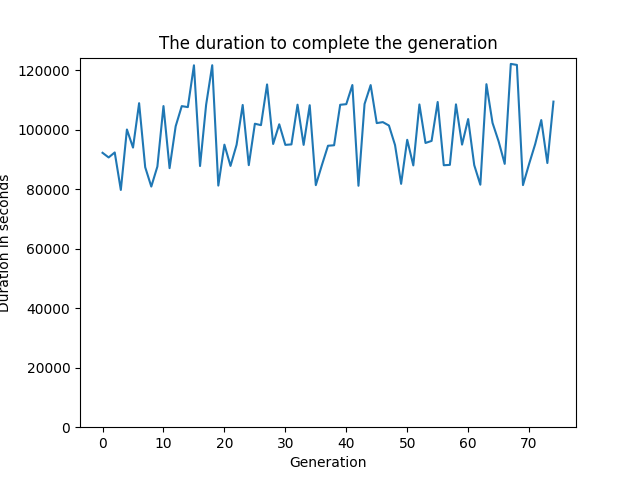 The duration to complete the generation
Duration in seconds
120000
100000
80000
60000
40000
20000
0
0 10 20 30 40 50 60 70
Generation